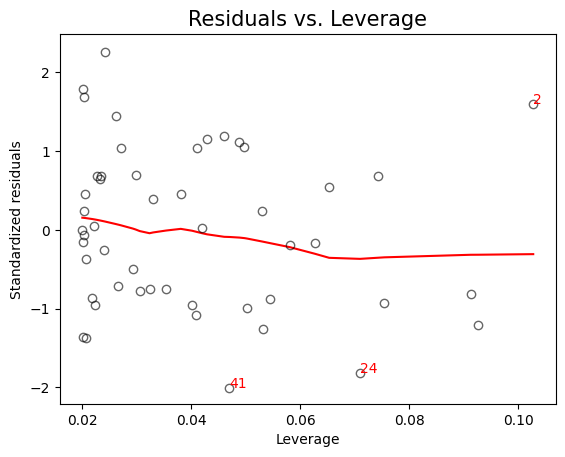 Residuals vs. Leverage
Standardized residuals
2
1
0
−1
−2
2
24
41
0.02 0.04 0.06 0.08 0.10
Leverage